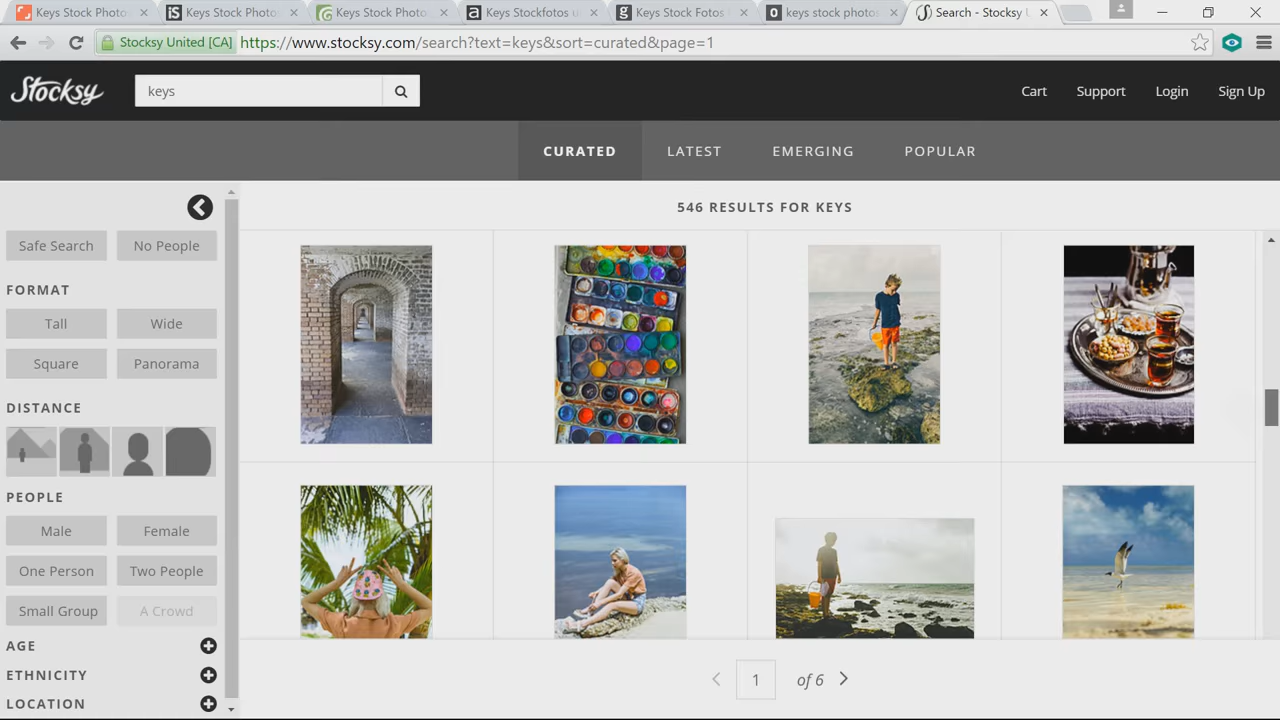 Keys Stock Photo
Keys Stock Photo
Keys Stock Photo
Keys Stockfotos u
Keys Stock Fotos
keys stock photos
Search - Stocksy U
Stocksy United [CA]
https://www.stocksy.com/search?text=keys&sort=curated&page=1
Stocksy
keys
Cart
Support
Login
Sign Up
CURATED
LATEST
EMERGING
POPULAR
546 RESULTS FOR KEYS
Safe Search
No People
FORMAT
Tall
Wide
Square
Panorama
DISTANCE
PEOPLE
Male
Female
One Person
Two People
Small Group
A Crowd
AGE
ETHNICITY
LOCATION
1
of 6